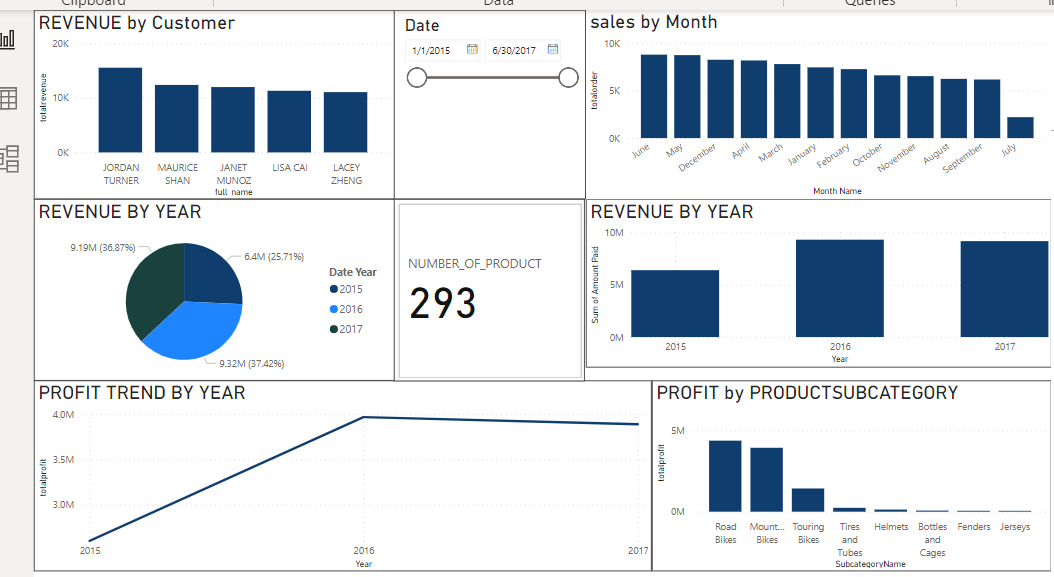 Clipboard
Data
Queries
REVENUE by Customer
20K
10K
0K
totalrevenue
JORDAN
TURNER
MAURICE
SHAN
JANET
MUNOZ
LISA CAI
LACEY
ZHENG
full_name
Date
1/1/2015
6/30/2017
sales by Month
10K
5K
0K
totalorder
June
May
December
April
March
January
February
October
November
August
September
July
Month Name
REVENUE BY YEAR
9.19M (36.87%)
6.4M (25.71%)
9.32M (37.42%)
Date Year
2015
2016
2017
NUMBER_OF_PRODUCT
293
REVENUE BY YEAR
10M
5M
0M
Sum of Amount Paid
2015
2016
2017
Year
PROFIT TREND BY YEAR
4.0M
3.5M
3.0M
totalprofit
2015
2016
2017
Year
PROFIT by PRODUCTSUBCATEGORY
5M
0M
totalprofit
Road
Bikes
Mount...
Bikes
Touring
Bikes
Tires
and
Tubes
Helmets
Bottles
and
Cages
Fenders
Jerseys
SubcategoryName